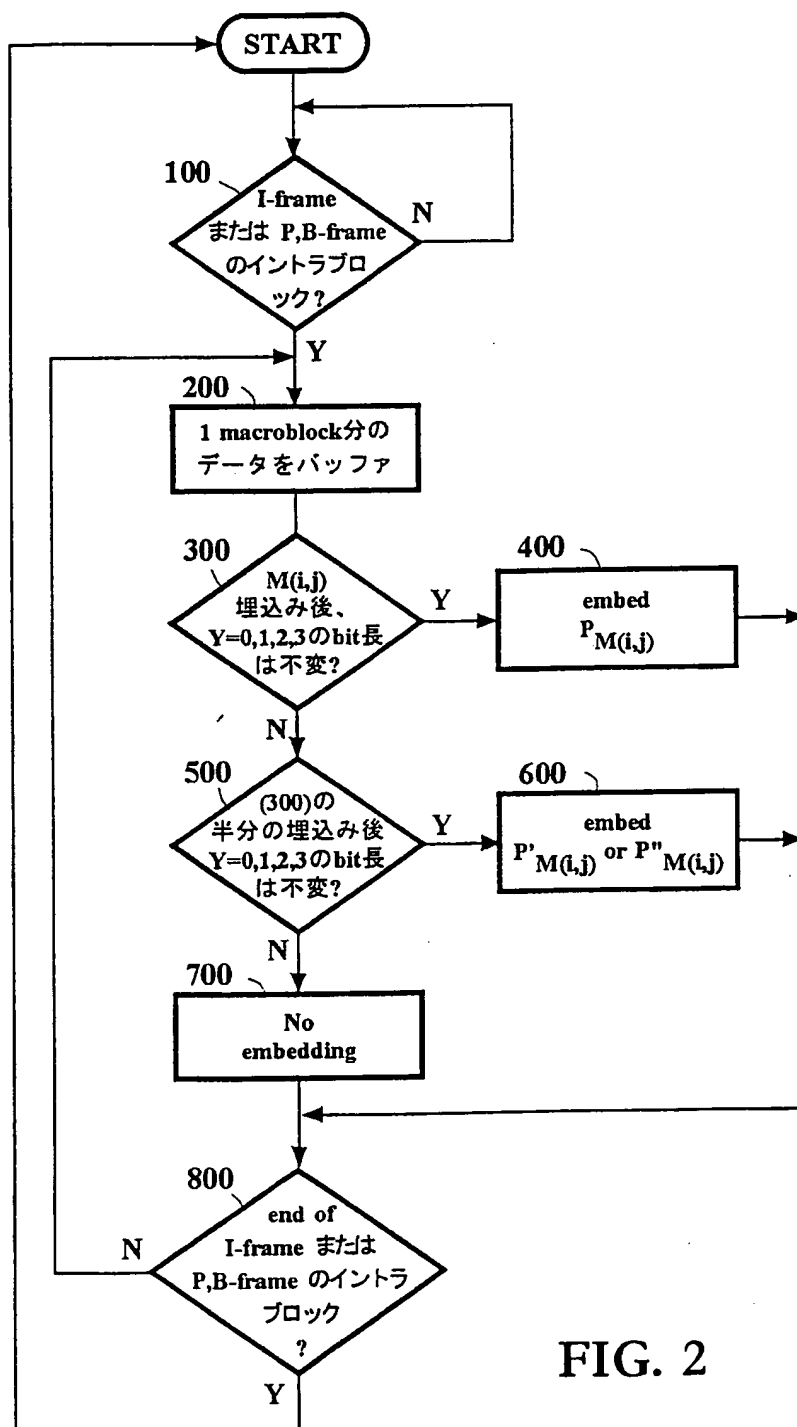 START
100
I-frame
または P,B-frame
のイントラブロ
ック?
N
Y
200
1 macroblock分の
データをバッファ
300
M(i,j)
埋込み後、
Y=0,1,2,3のbit長
は不変?
Y
N
400
embed
PM(i,j)
500
(300)の
半分の埋込み後
Y=0,1,2,3のbit長
は不変?
Y
N
600
embed
P'M(i,j) or P"M(i,j)
700
No
embedding
800
end of
I-frame または
P,B-frame のイントラ
ブロック
?
N
Y
FIG. 2